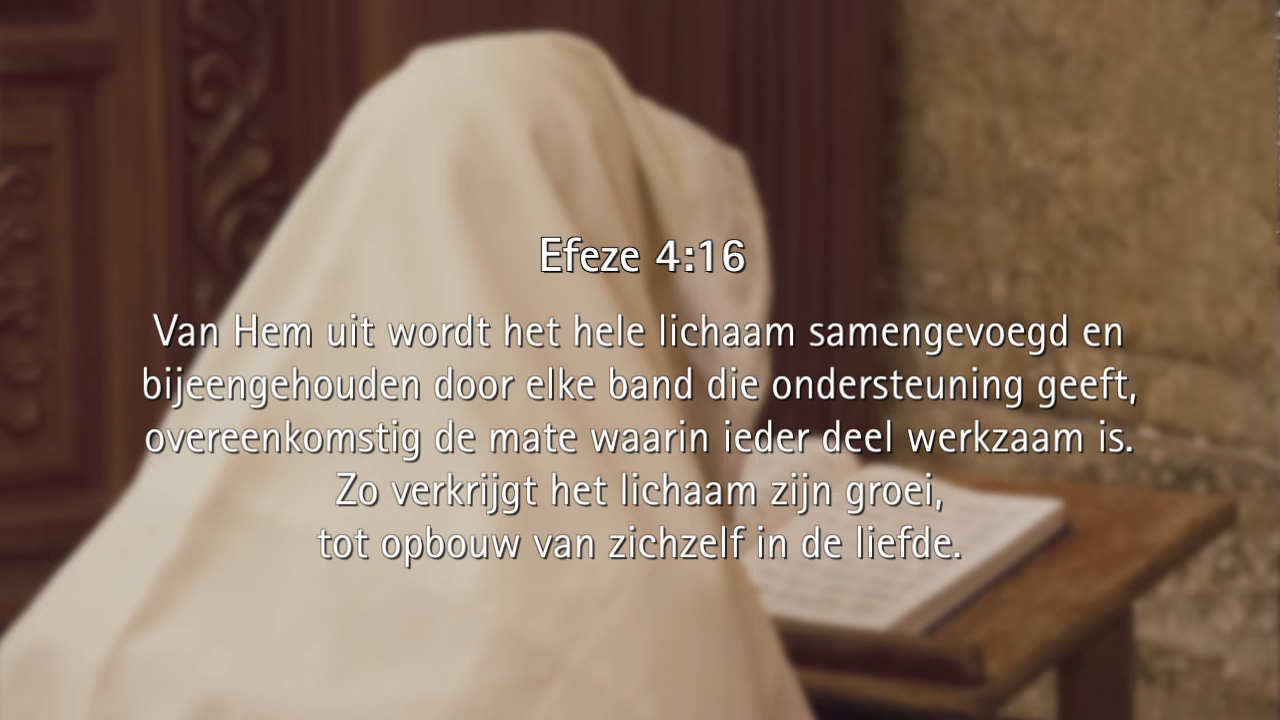 Efeze 4:16
Van Hem uit wordt het hele lichaam samengevoegd en
bijeengehouden door elke band die ondersteuning geeft,
overeenkomstig de mate waarin ieder deel werkzaam is.
Zo verkrijgt het lichaam zijn groei,
tot opbouw van zichzelf in de liefde.